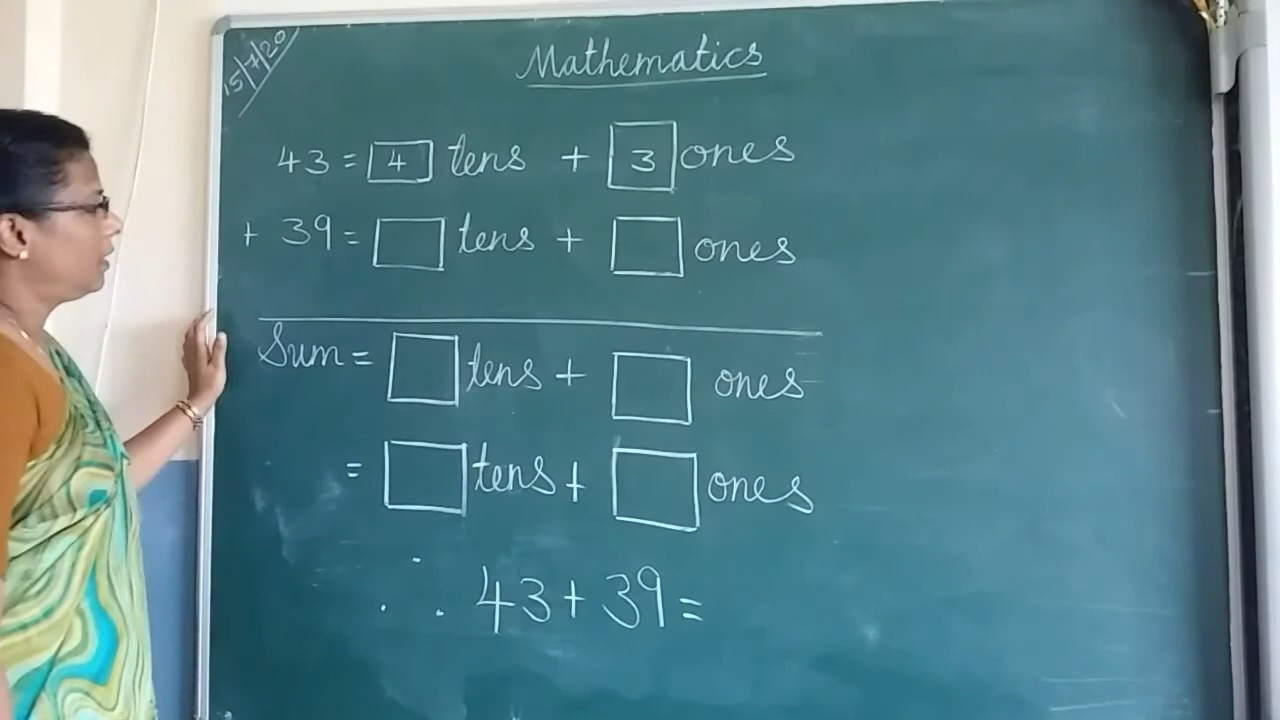 15/7/20
Mathematics
43 = 4 tens + 3 ones
+ 39 = tens + ones
Sum = tens + ones
= tens + ones
∴ 43 + 39 =